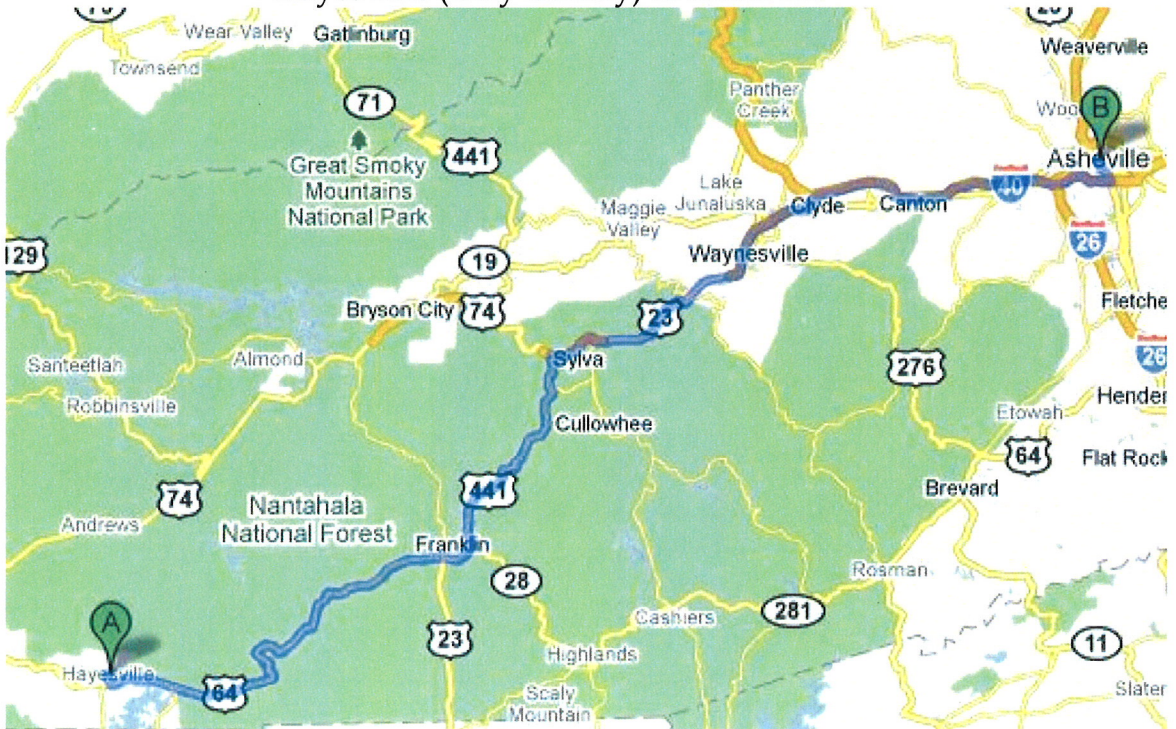 Wear Valley
Gatlinburg
Townsend
71
441
Great Smoky
Mountains
National Park
129
Weaverville
Panther
Creek
B
Asheville
Lake
Junaluska
Clyde
Canton
40
Maggie
Valley
Waynesville
26
19
74
Bryson City
23
Fletche
Sylva
Almond
Santeetlah
Robbinsville
276
26
Hender
Etowah
Cullowhee
64
Flat Rock
Brevard
74
441
Nantahala
National Forest
Andrews
Franklin
28
Rosman
281
Cashiers
A
23
11
Highlands
Hayesville
64
Scaly
Mountain
Slater